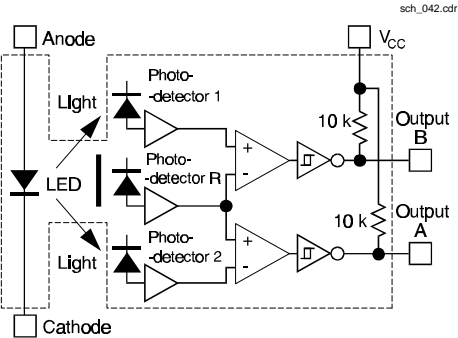 sch_042.cdr
Anode
VCC
Photo-
-detector 1
Light
10 k
Output
B
LED
Photo-
-detector R
+
-
10 k
Output
A
Photo-
-detector 2
Light
+
-
Cathode